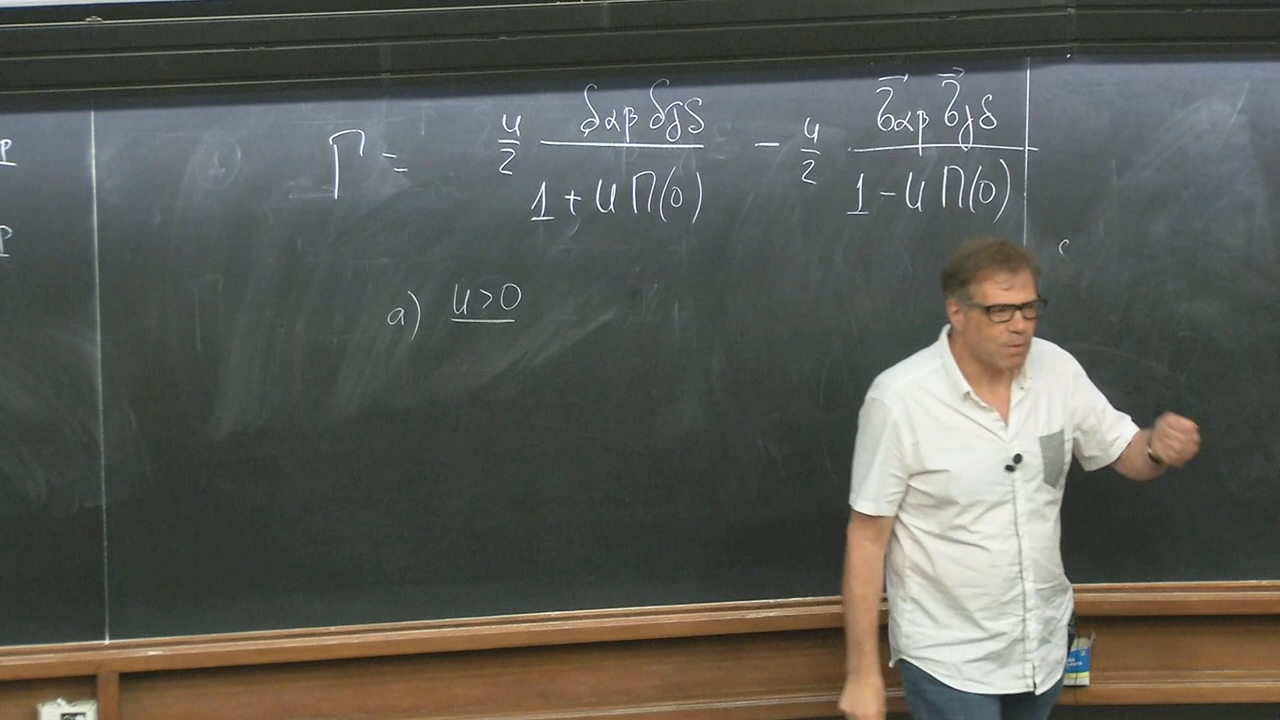 Γ = u/2 δαβ δγδ / 1 + u Π(0) − u/2 σ⃗αβ σ⃗γδ / 1 − u Π(0)
a) u > 0